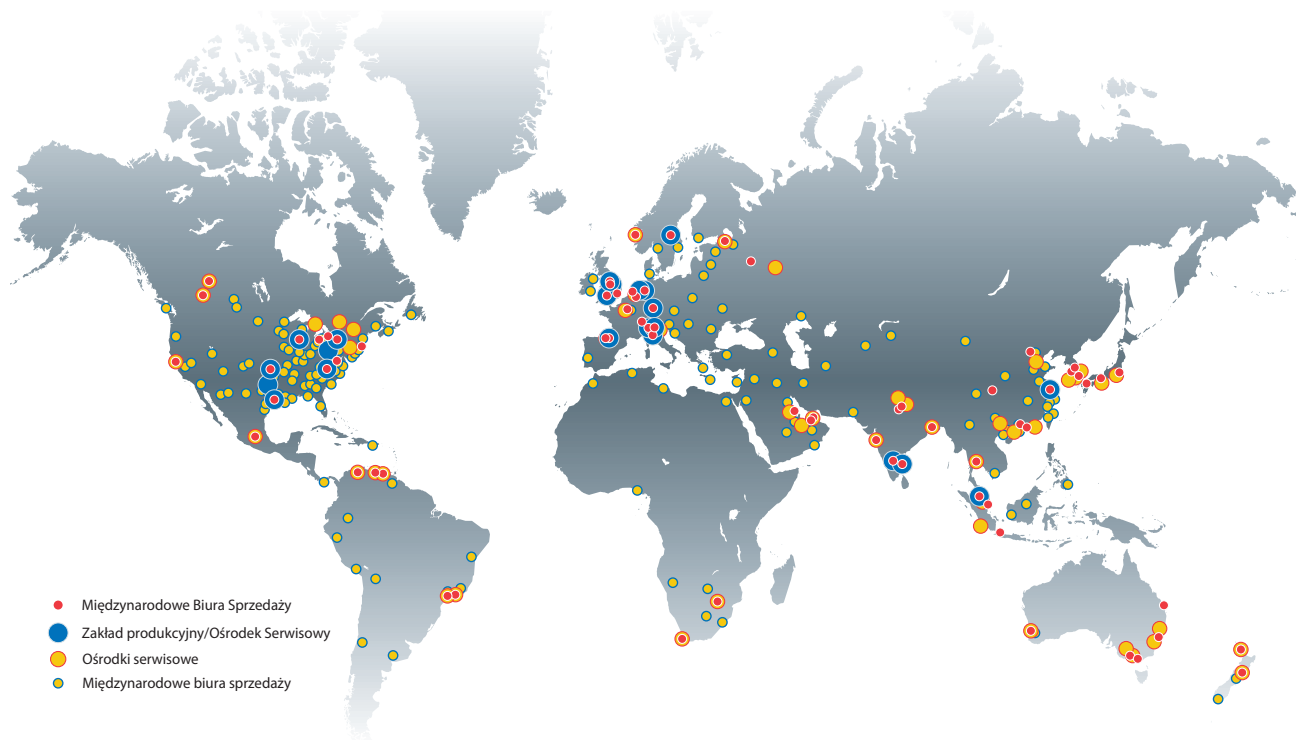 Międzynarodowe Biura Sprzedaży
Zakład produkcyjny/Ośrodek Serwisowy
Ośrodki serwisowe
Międzynarodowe biura sprzedaży